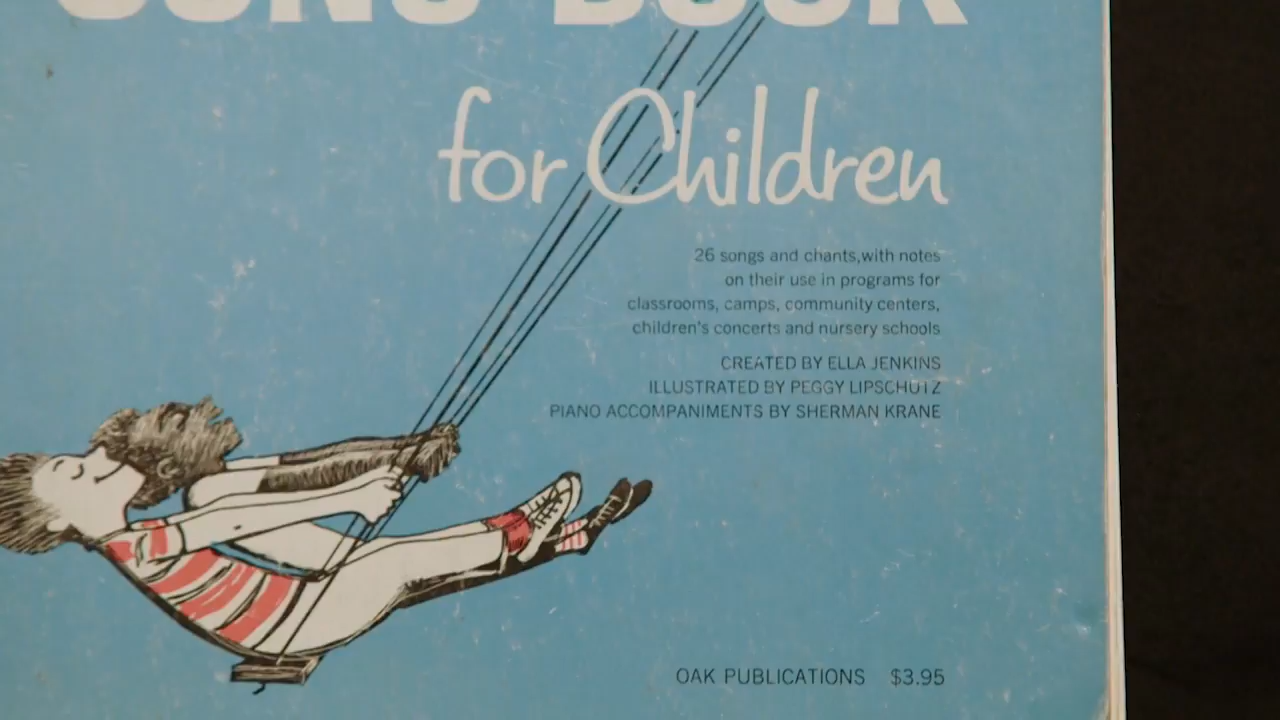 SONG BOOK
for Children
26 songs and chants,with notes
on their use in programs for
classrooms, camps, community centers,
children's concerts and nursery schools
CREATED BY ELLA JENKINS
ILLUSTRATED BY PEGGY LIPSCHUTZ
PIANO ACCOMPANIMENTS BY SHERMAN KRANE
OAK PUBLICATIONS $3.95